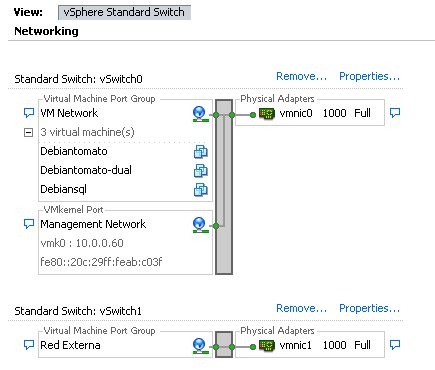 View: vSphere Standard Switch
Networking
Standard Switch: vSwitch0 Remove... Properties...
Virtual Machine Port Group Physical Adapters
VM Network vmnic0 1000 Full
3 virtual machine(s)
Debiantomato
Debiantomato-dual
Debiansql
VMkernel Port
Management Network
vmk0 : 10.0.0.60
fe80::20c:29ff:feab:c03f
Standard Switch: vSwitch1 Remove... Properties...
Virtual Machine Port Group Physical Adapters
Red Externa vmnic1 1000 Full